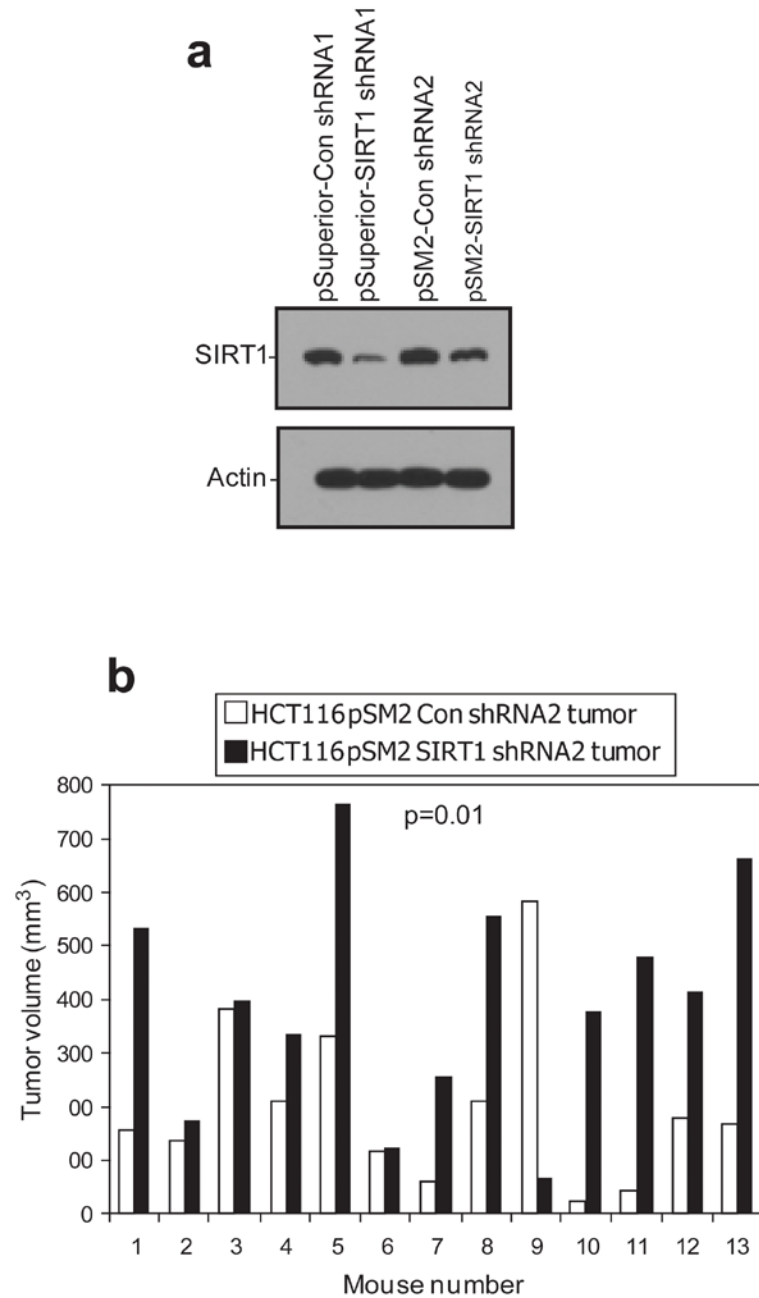 a
pSuperior-Con shRNA1
pSuperior-SIRT1 shRNA1
pSM2-Con shRNA2
pSM2-SIRT1 shRNA2
SIRT1
Actin
b
HCT116pSM2 Con shRNA2 tumor
HCT116pSM2 SIRT1 shRNA2 tumor
p=0.01
Tumor volume (mm³)
800
700
600
500
400
300
00
00
0
1 2 3 4 5 6 7 8 9 10 11 12 13
Mouse number